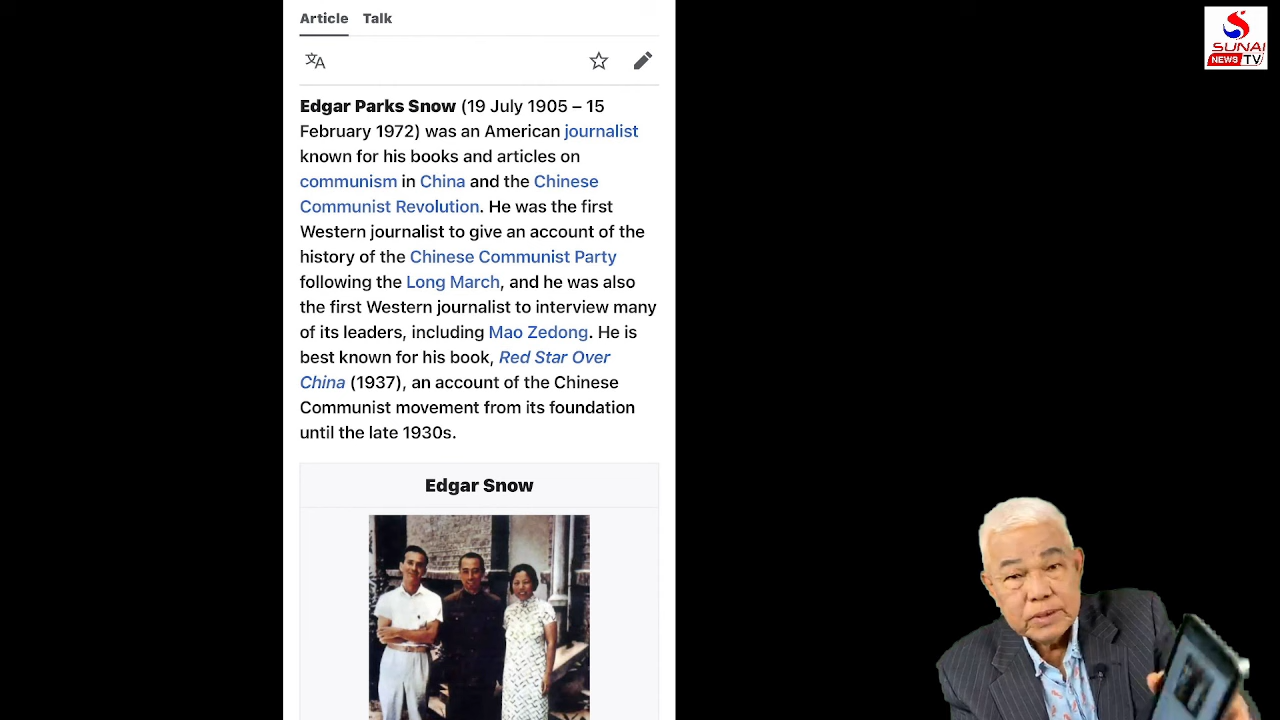 Article Talk
Edgar Parks Snow (19 July 1905 – 15
February 1972) was an American journalist
known for his books and articles on
communism in China and the Chinese
Communist Revolution. He was the first
Western journalist to give an account of the
history of the Chinese Communist Party
following the Long March, and he was also
the first Western journalist to interview many
of its leaders, including Mao Zedong. He is
best known for his book, Red Star Over
China (1937), an account of the Chinese
Communist movement from its foundation
until the late 1930s.
Edgar Snow
SUNAI
NEWS TV